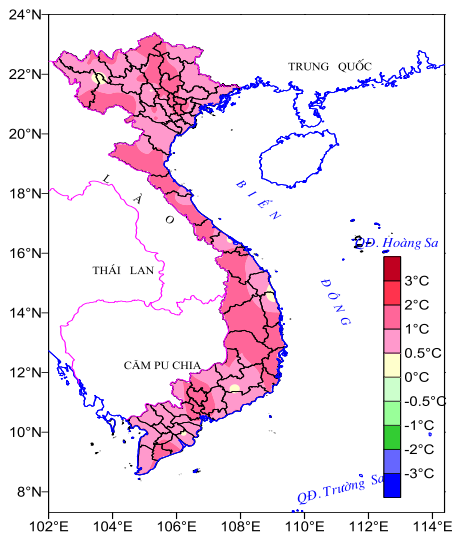 24°N
22°N
20°N
18°N
16°N
14°N
12°N
10°N
8°N
TRUNG QUỐC
LÀO
BIỂN
ĐÔNG
QĐ. Hoàng Sa
THÁI LAN
CĂM PU CHIA
QĐ. Trường Sa
3°C
2°C
1°C
0.5°C
0°C
-0.5°C
-1°C
-2°C
-3°C
102°E 104°E 106°E 108°E 110°E 112°E 114°E